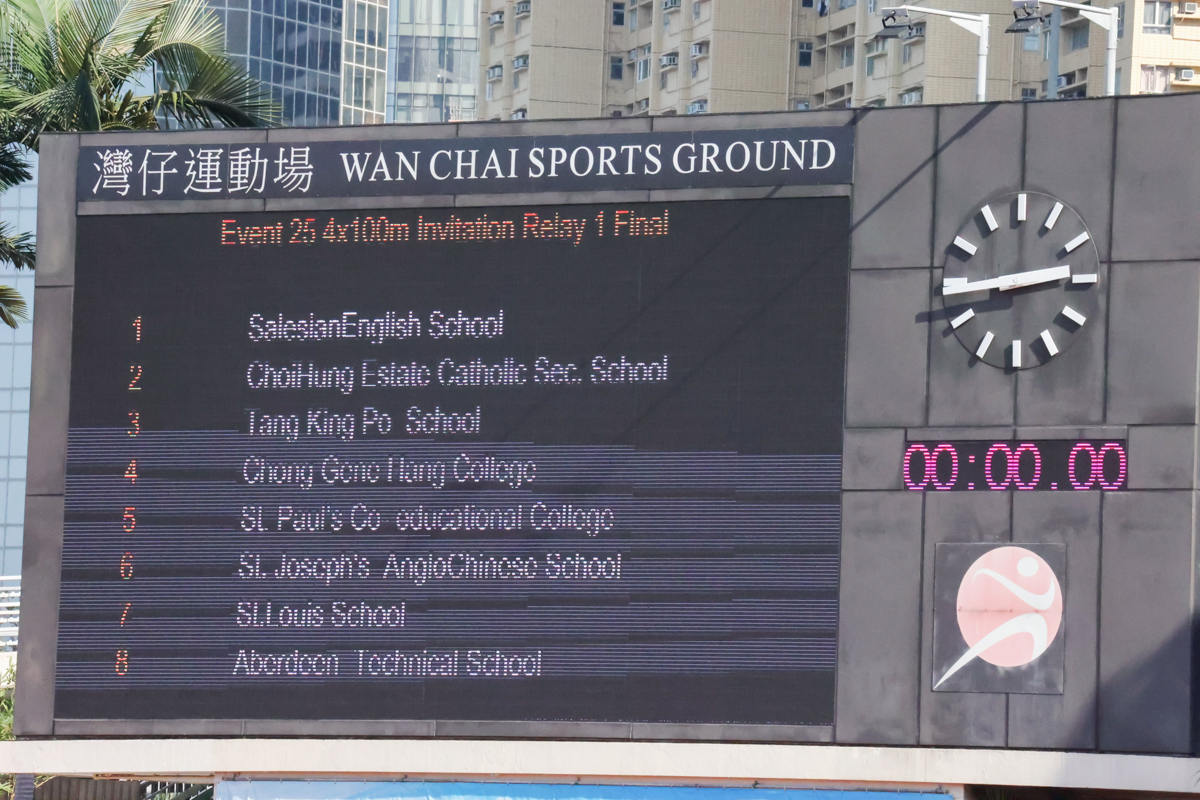 灣仔運動場 WAN CHAI SPORTS GROUND
Event 25 4x100m Invitation Relay 1 Final
1 SalesianEnglish School
2 ChoiHung Estate Catholic Sec. School
3 Tang King Po School
4 Chong Gene Hang College
5 St. Paul's Co educational College
6 St. Joseph's AngloChinese School
7 St.Louis School
8 Aberdeen Technical School
00:00.00